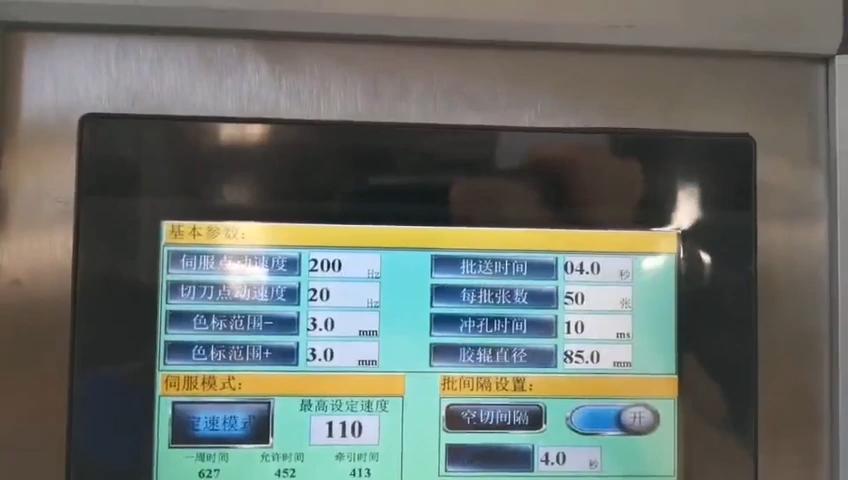 基本参数:
伺服点动速度 200 Hz 批送时间 04.0 秒
切刀点动速度 20 Hz 每批张数 50 张
色标范围- 3.0 mm 冲孔时间 10 ms
色标范围+ 3.0 mm 胶辊直径 85.0 mm
伺服模式: 批间隔设置:
定速模式 最高设定速度 110 空切间隔 开
一周时间 允许时间 牵引时间 4.0 秒
627 452 413